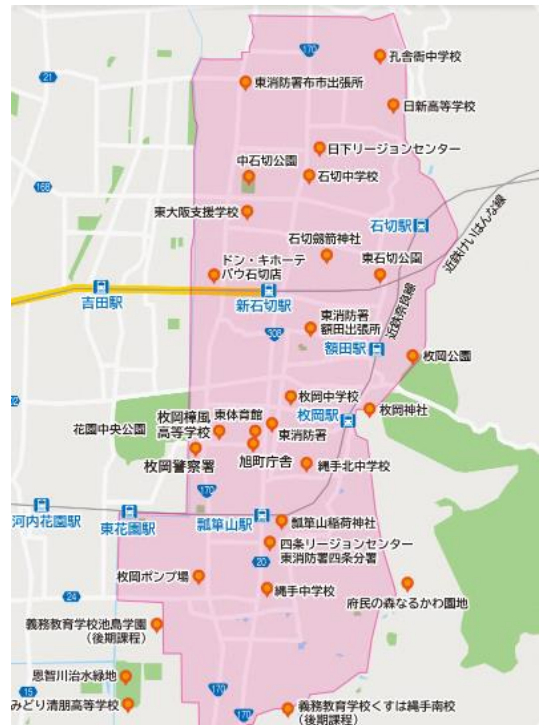 170
孔舎衙中学校
21
東消防署布市出張所
日新高等学校
日下リージョンセンター
中石切公園
石切中学校
168
東大阪支援学校
石切駅
近鉄けいはんな線
石切劔箭神社
ドン・キホーテ
パウ石切店
東石切公園
吉田駅
新石切駅
近鉄奈良線
東消防署
額田出張所
308
額田駅
枚岡公園
枚岡中学校
枚岡神社
枚岡樟風
高等学校
東体育館
枚岡駅
花園中央公園
東消防署
旭町庁舎
枚岡警察署
縄手北中学校
170
河内花園駅
東花園駅
瓢箪山駅
瓢箪山稲荷神社
四条リージョンセンター
東消防署四条分署
20
枚岡ポンプ場
縄手中学校
府民の森なるかわ園地
24
義務教育学校池島学園
(後期課程)
恩智川治水緑地
15
みどり清朋高等学校
170
170
義務教育学校くすは縄手南校
(後期課程)